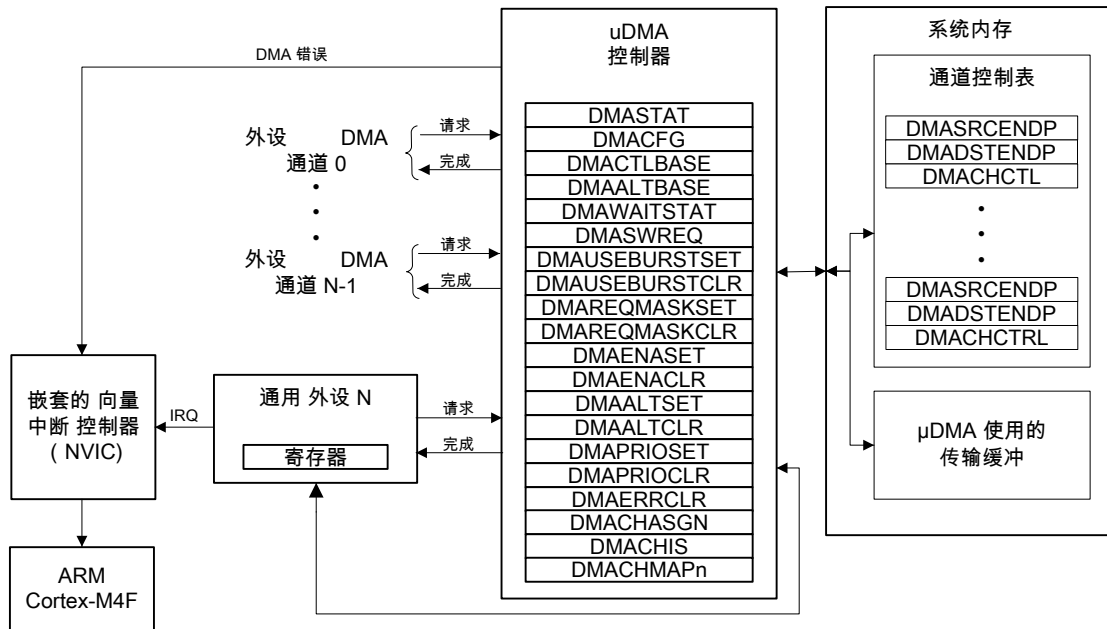 DMA 错误
外设 DMA
通道 0
请求
完成
外设 DMA
通道 N-1
请求
完成
嵌套的 向量
中断 控制器
( NVIC)
IRQ
通用 外设 N
寄存器
请求
完成
ARM
Cortex-M4F
uDMA
控制器
DMASTAT
DMACFG
DMACTLBASE
DMAALTBASE
DMAWAITSTAT
DMASWREQ
DMAUSEBURSTSET
DMAUSEBURSTCLR
DMAREQMASKSET
DMAREQMASKCLR
DMAENASET
DMAENACLR
DMAALTSET
DMAALTCLR
DMAPRIOSET
DMAPRIOCLR
DMAERRCLR
DMACHASGN
DMACHIS
DMACHMAPn
系统内存
通道控制表
DMASRCENDP
DMADSTENDP
DMACHCTL
DMASRCENDP
DMADSTENDP
DMACHCTRL
µDMA 使用的
传输缓冲